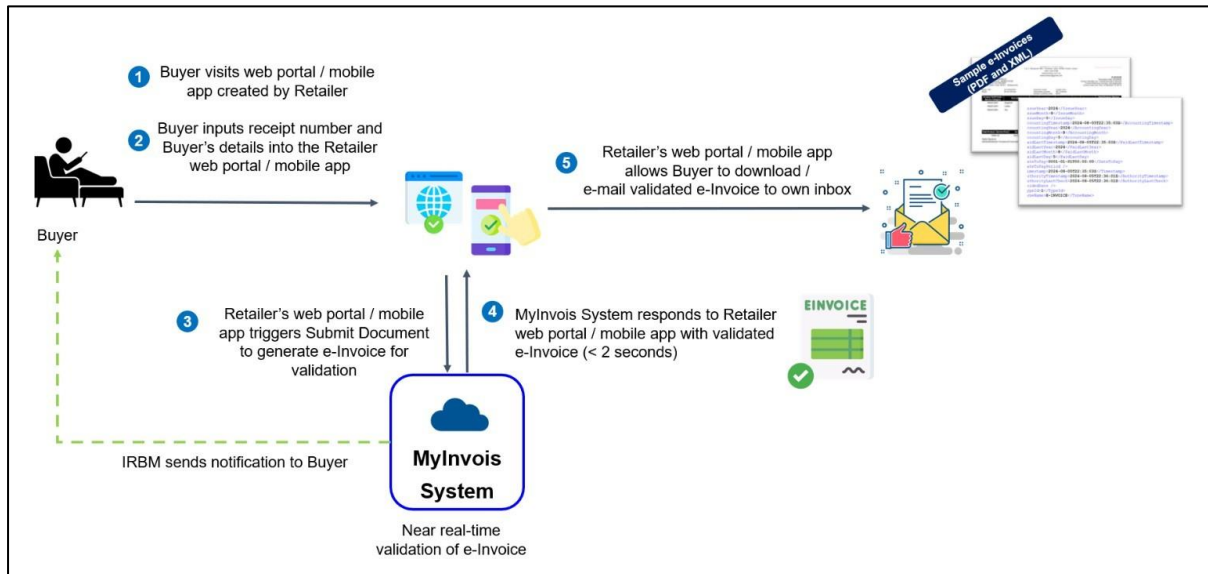 Sample e-Invoices
(PDF and XML)
1 Buyer visits web portal / mobile
app created by Retailer
2 Buyer inputs receipt number and
Buyer's details into the Retailer
web portal / mobile app
5 Retailer's web portal / mobile app
allows Buyer to download /
e-mail validated e-Invoice to own inbox
Buyer
3 Retailer's web portal / mobile
app triggers Submit Document
to generate e-Invoice for
validation
4 MyInvois System responds to Retailer
web portal / mobile app with validated
e-Invoice (< 2 seconds)
EINVOICE
IRBM sends notification to Buyer
MyInvois
System
Near real-time
validation of e-Invoice